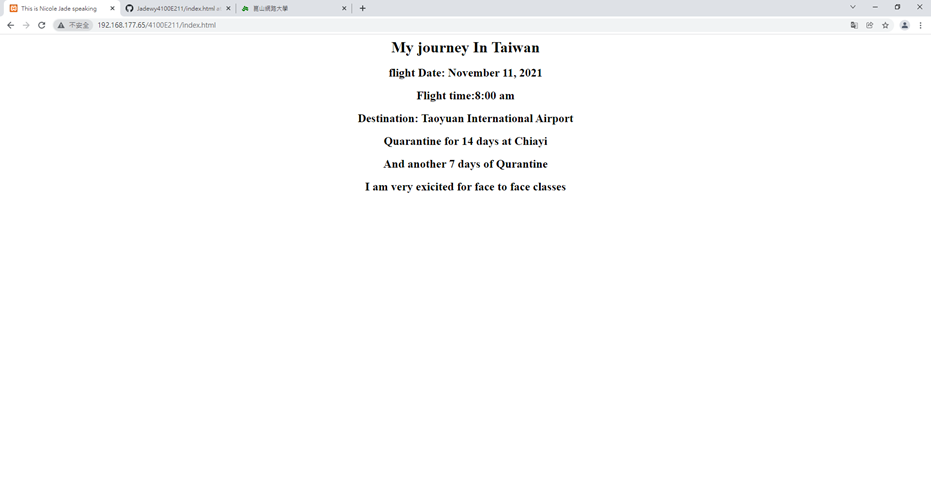 This is Nicole Jade speaking
Jadewy4100E211/index.html at
崑山網路大學
不安全
192.168.177.65/4100E211/index.html
My journey In Taiwan
flight Date: November 11, 2021
Flight time:8:00 am
Destination: Taoyuan International Airport
Quarantine for 14 days at Chiayi
And another 7 days of Qurantine
I am very exicited for face to face classes